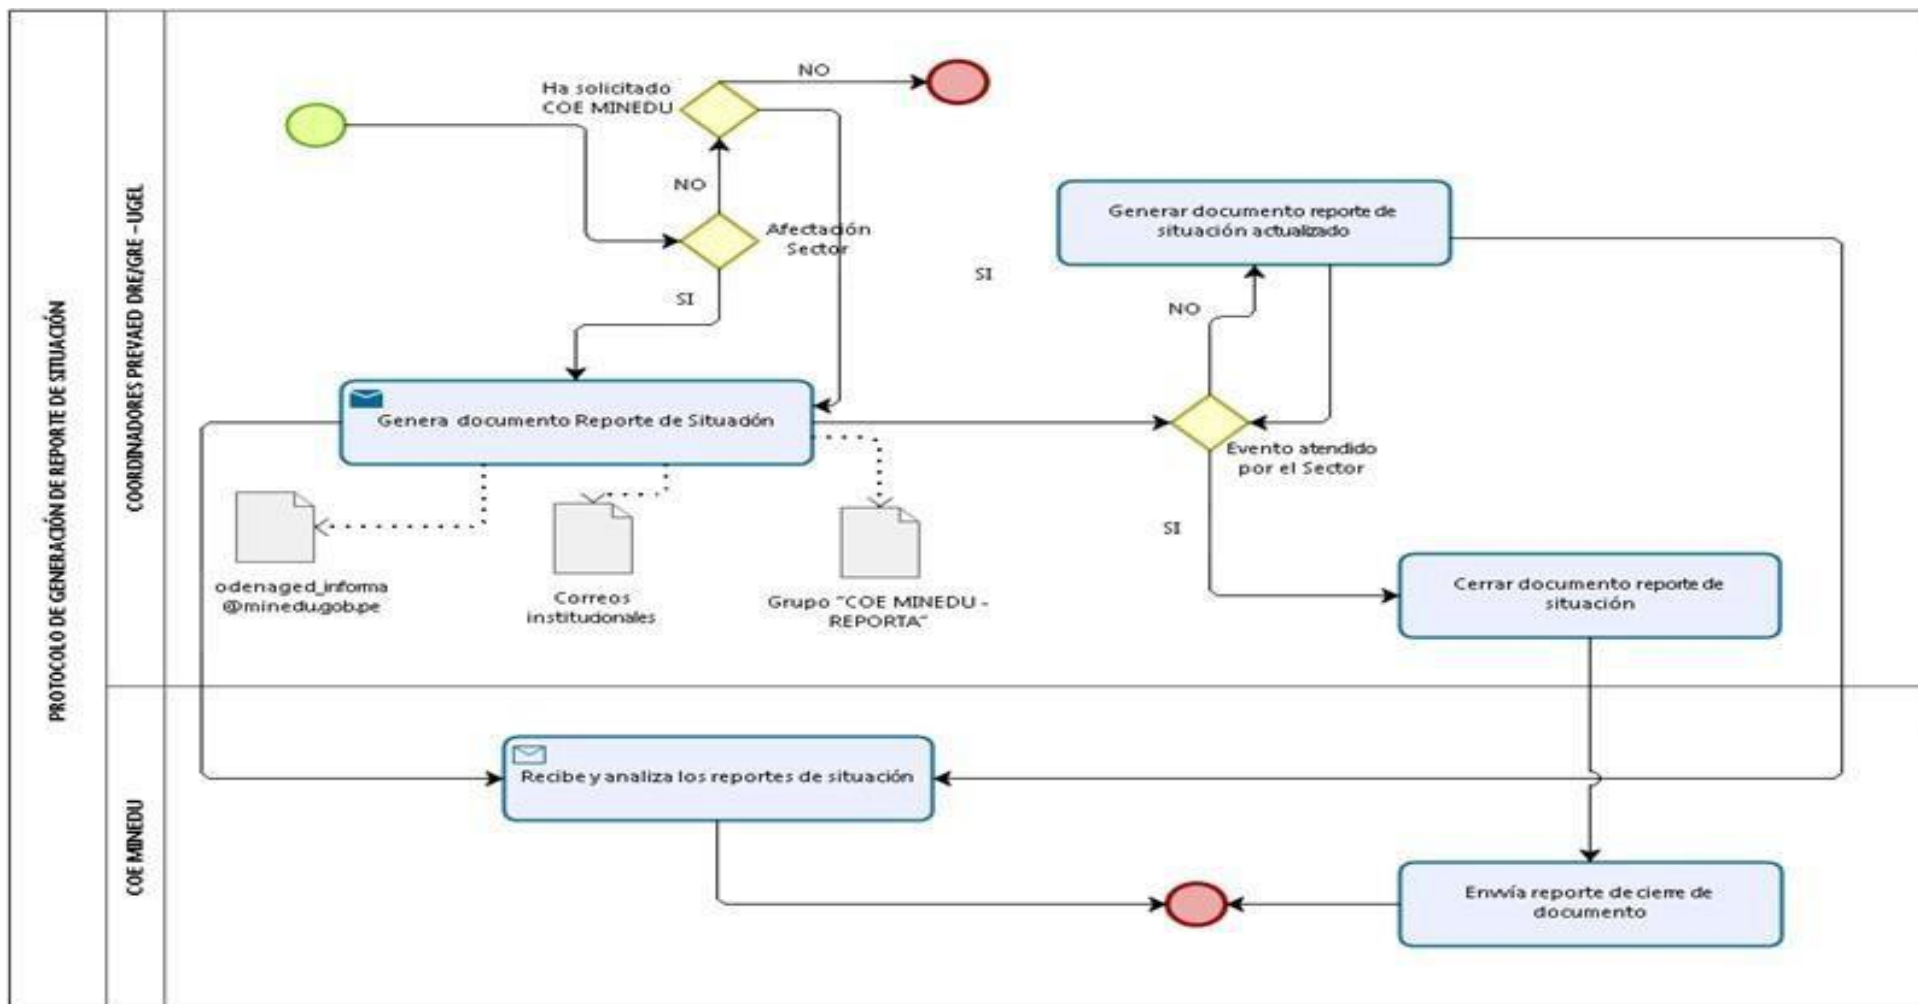 PROTOCOLO DE GENERACIÓN DE REPORTE DE SITUACIÓN
COORDINADORES PREVAED DRE/GRE - UGEL
Ha solicitado
COE MINEDU
NO
NO
Afectación
Sector
SI
Genera documento Reporte de Situación
odenaged_informa
@minedu.gob.pe
Correos
institucionales
Grupo "COE MINEDU -
REPORTA"
SI
Generar documento reporte de
situación actualizado
NO
Evento atendido
por el Sector
SI
Cerrar documento reporte de
situación
COE MINEDU
Recibe y analiza los reportes de situación
Envvía reporte de cierre de
documento